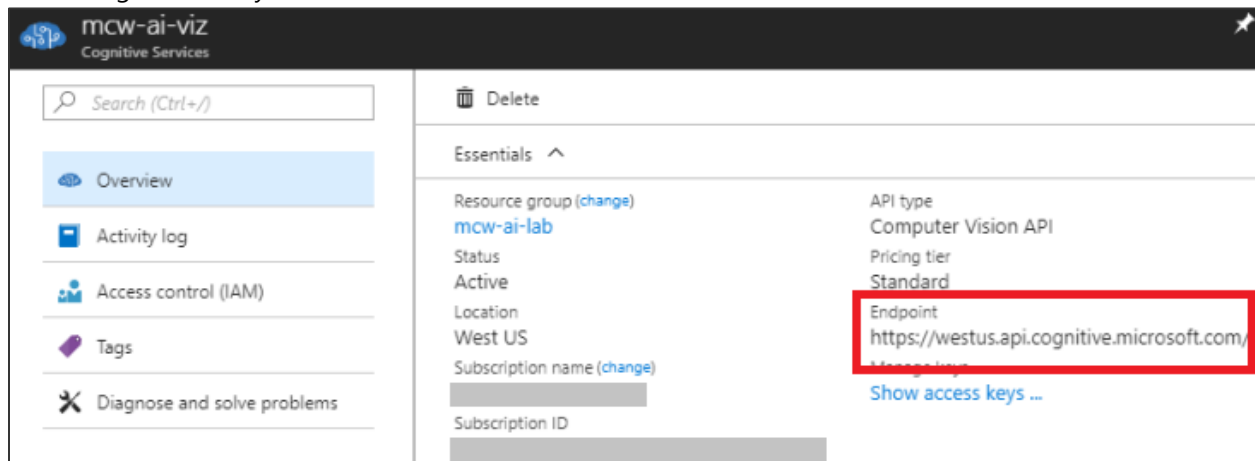 mcw-ai-viz
Cognitive Services
Search (Ctrl+/)
Overview
Activity log
Access control (IAM)
Tags
Diagnose and solve problems
Delete
Essentials
Resource group (change)
mcw-ai-lab
Status
Active
Location
West US
Subscription name (change)
Subscription ID
API type
Computer Vision API
Pricing tier
Standard
Endpoint
https://westus.api.cognitive.microsoft.com/
Manage keys
Show access keys ...